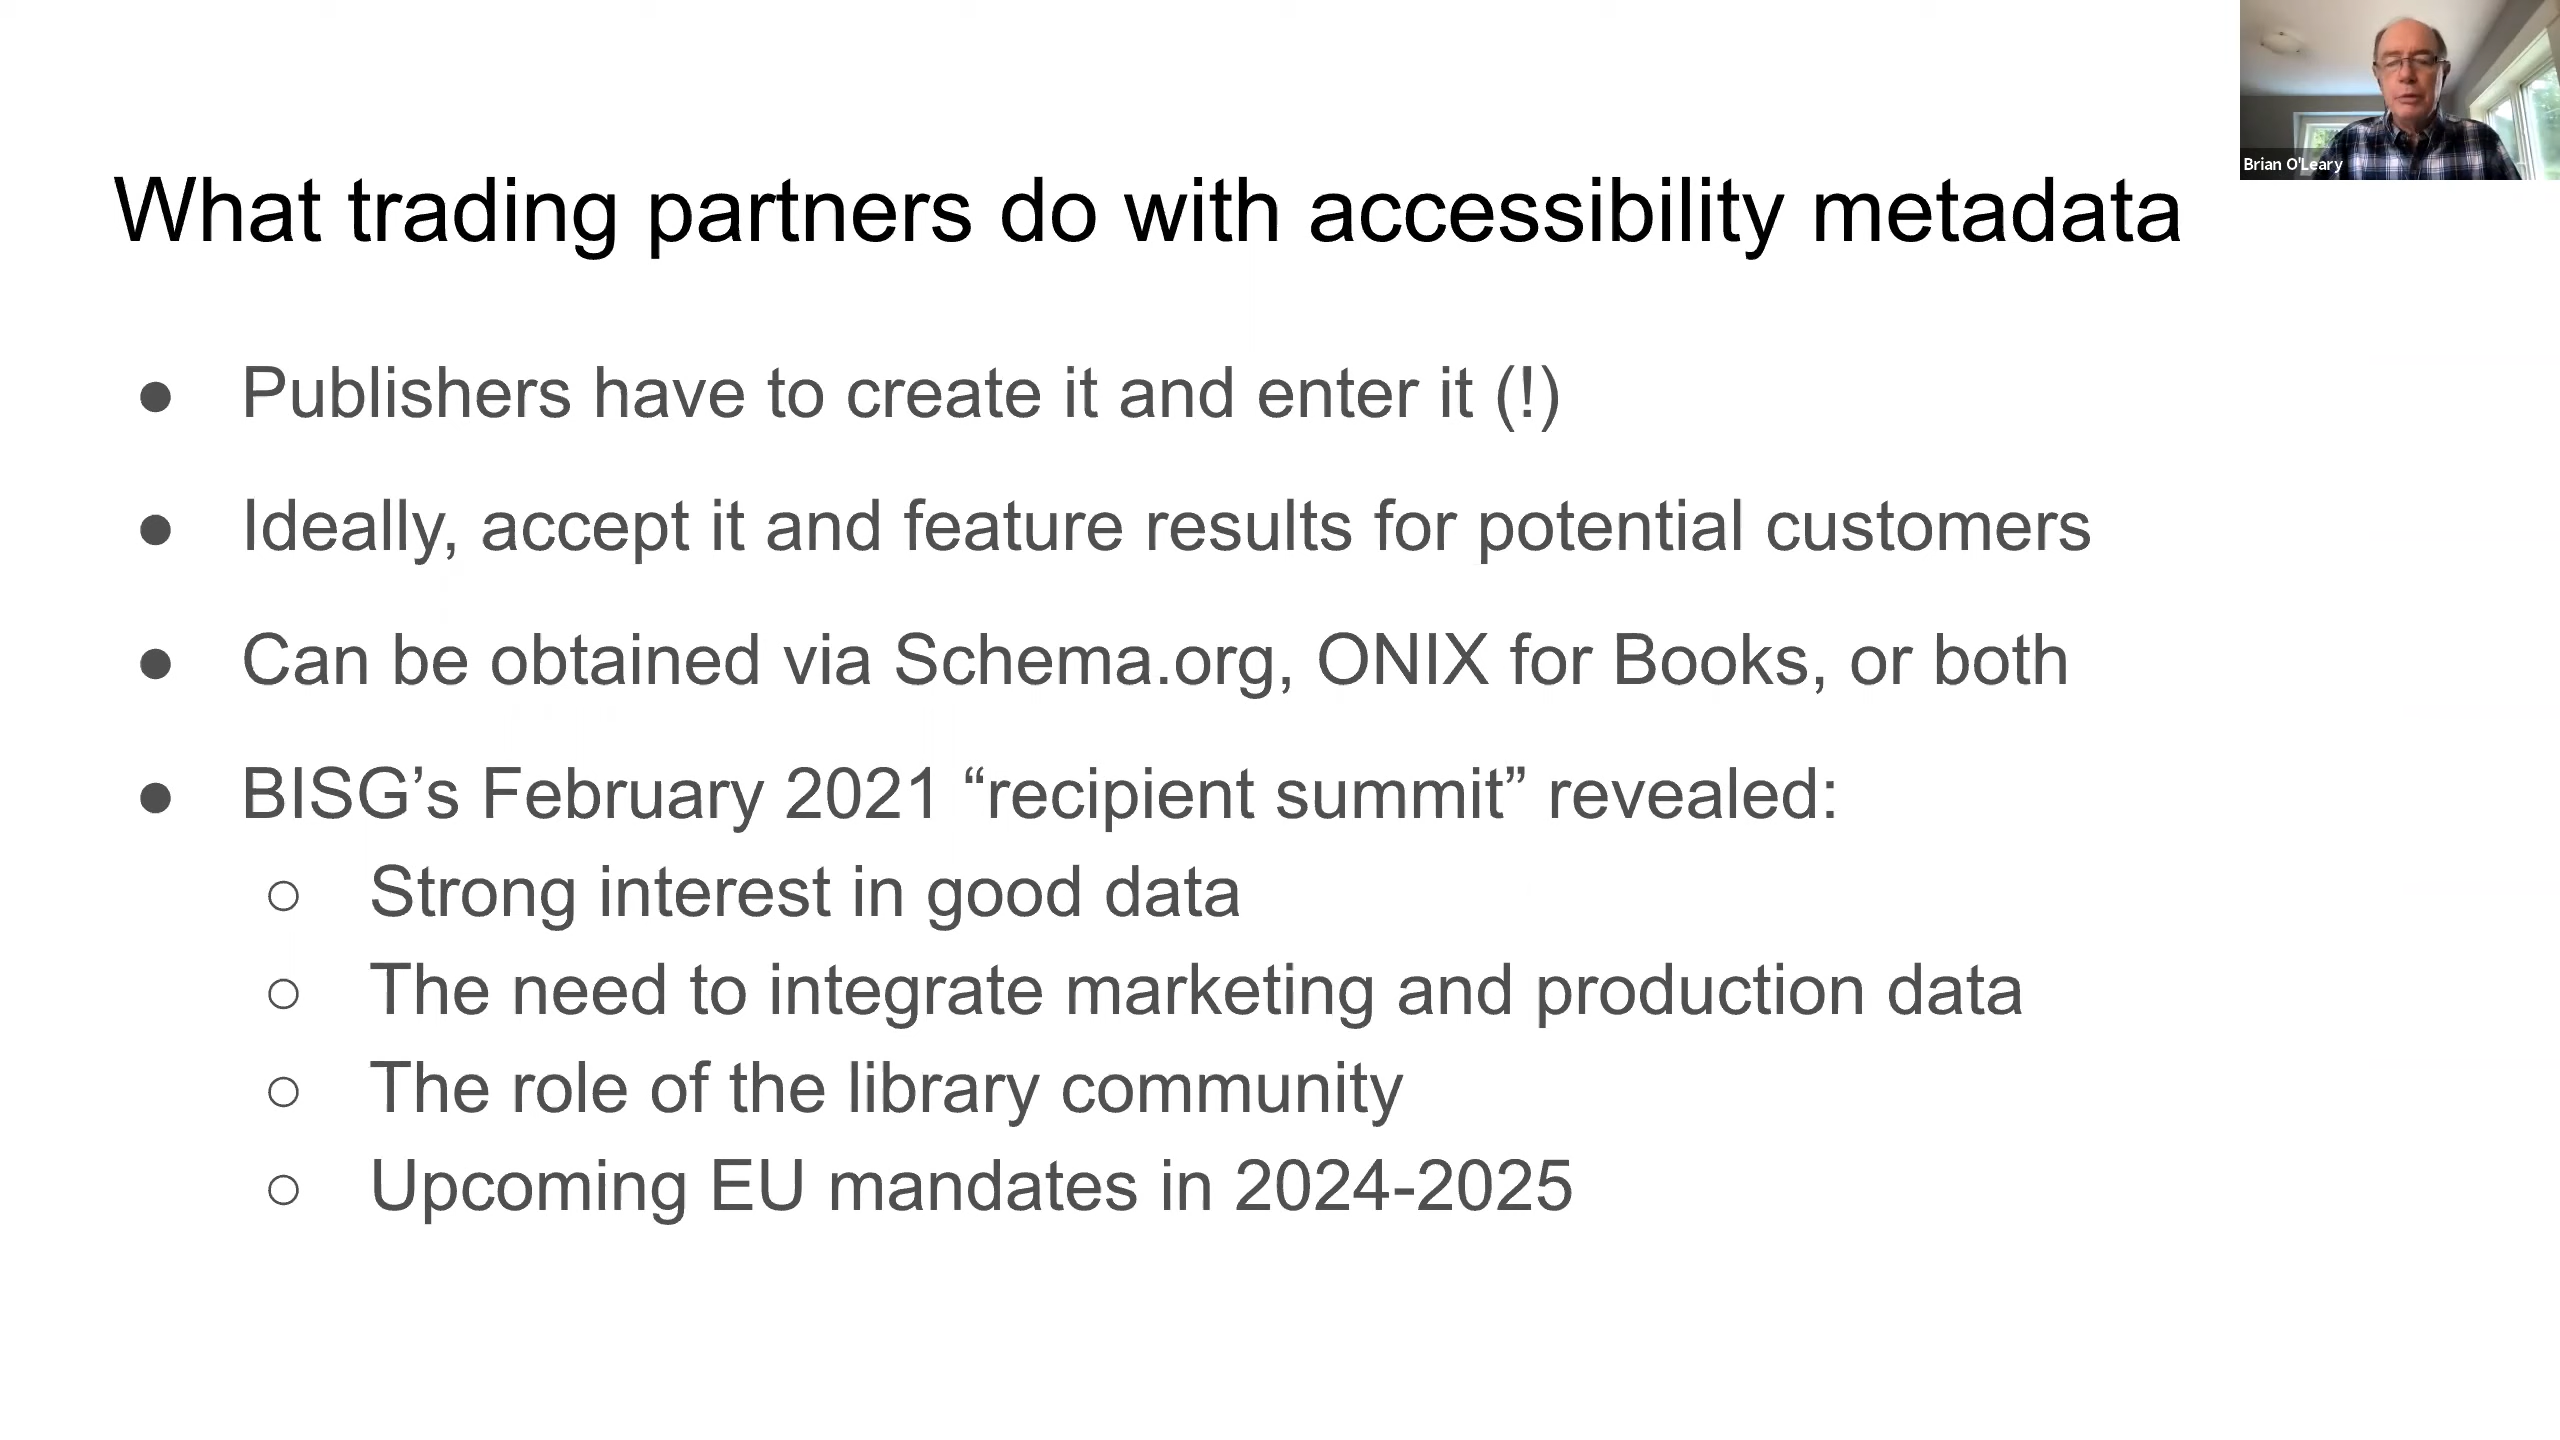 Brian O'Leary
What trading partners do with accessibility metadata
● Publishers have to create it and enter it (!)
● Ideally, accept it and feature results for potential customers
● Can be obtained via Schema.org, ONIX for Books, or both
● BISG’s February 2021 “recipient summit” revealed:
○ Strong interest in good data
○ The need to integrate marketing and production data
○ The role of the library community
○ Upcoming EU mandates in 2024-2025